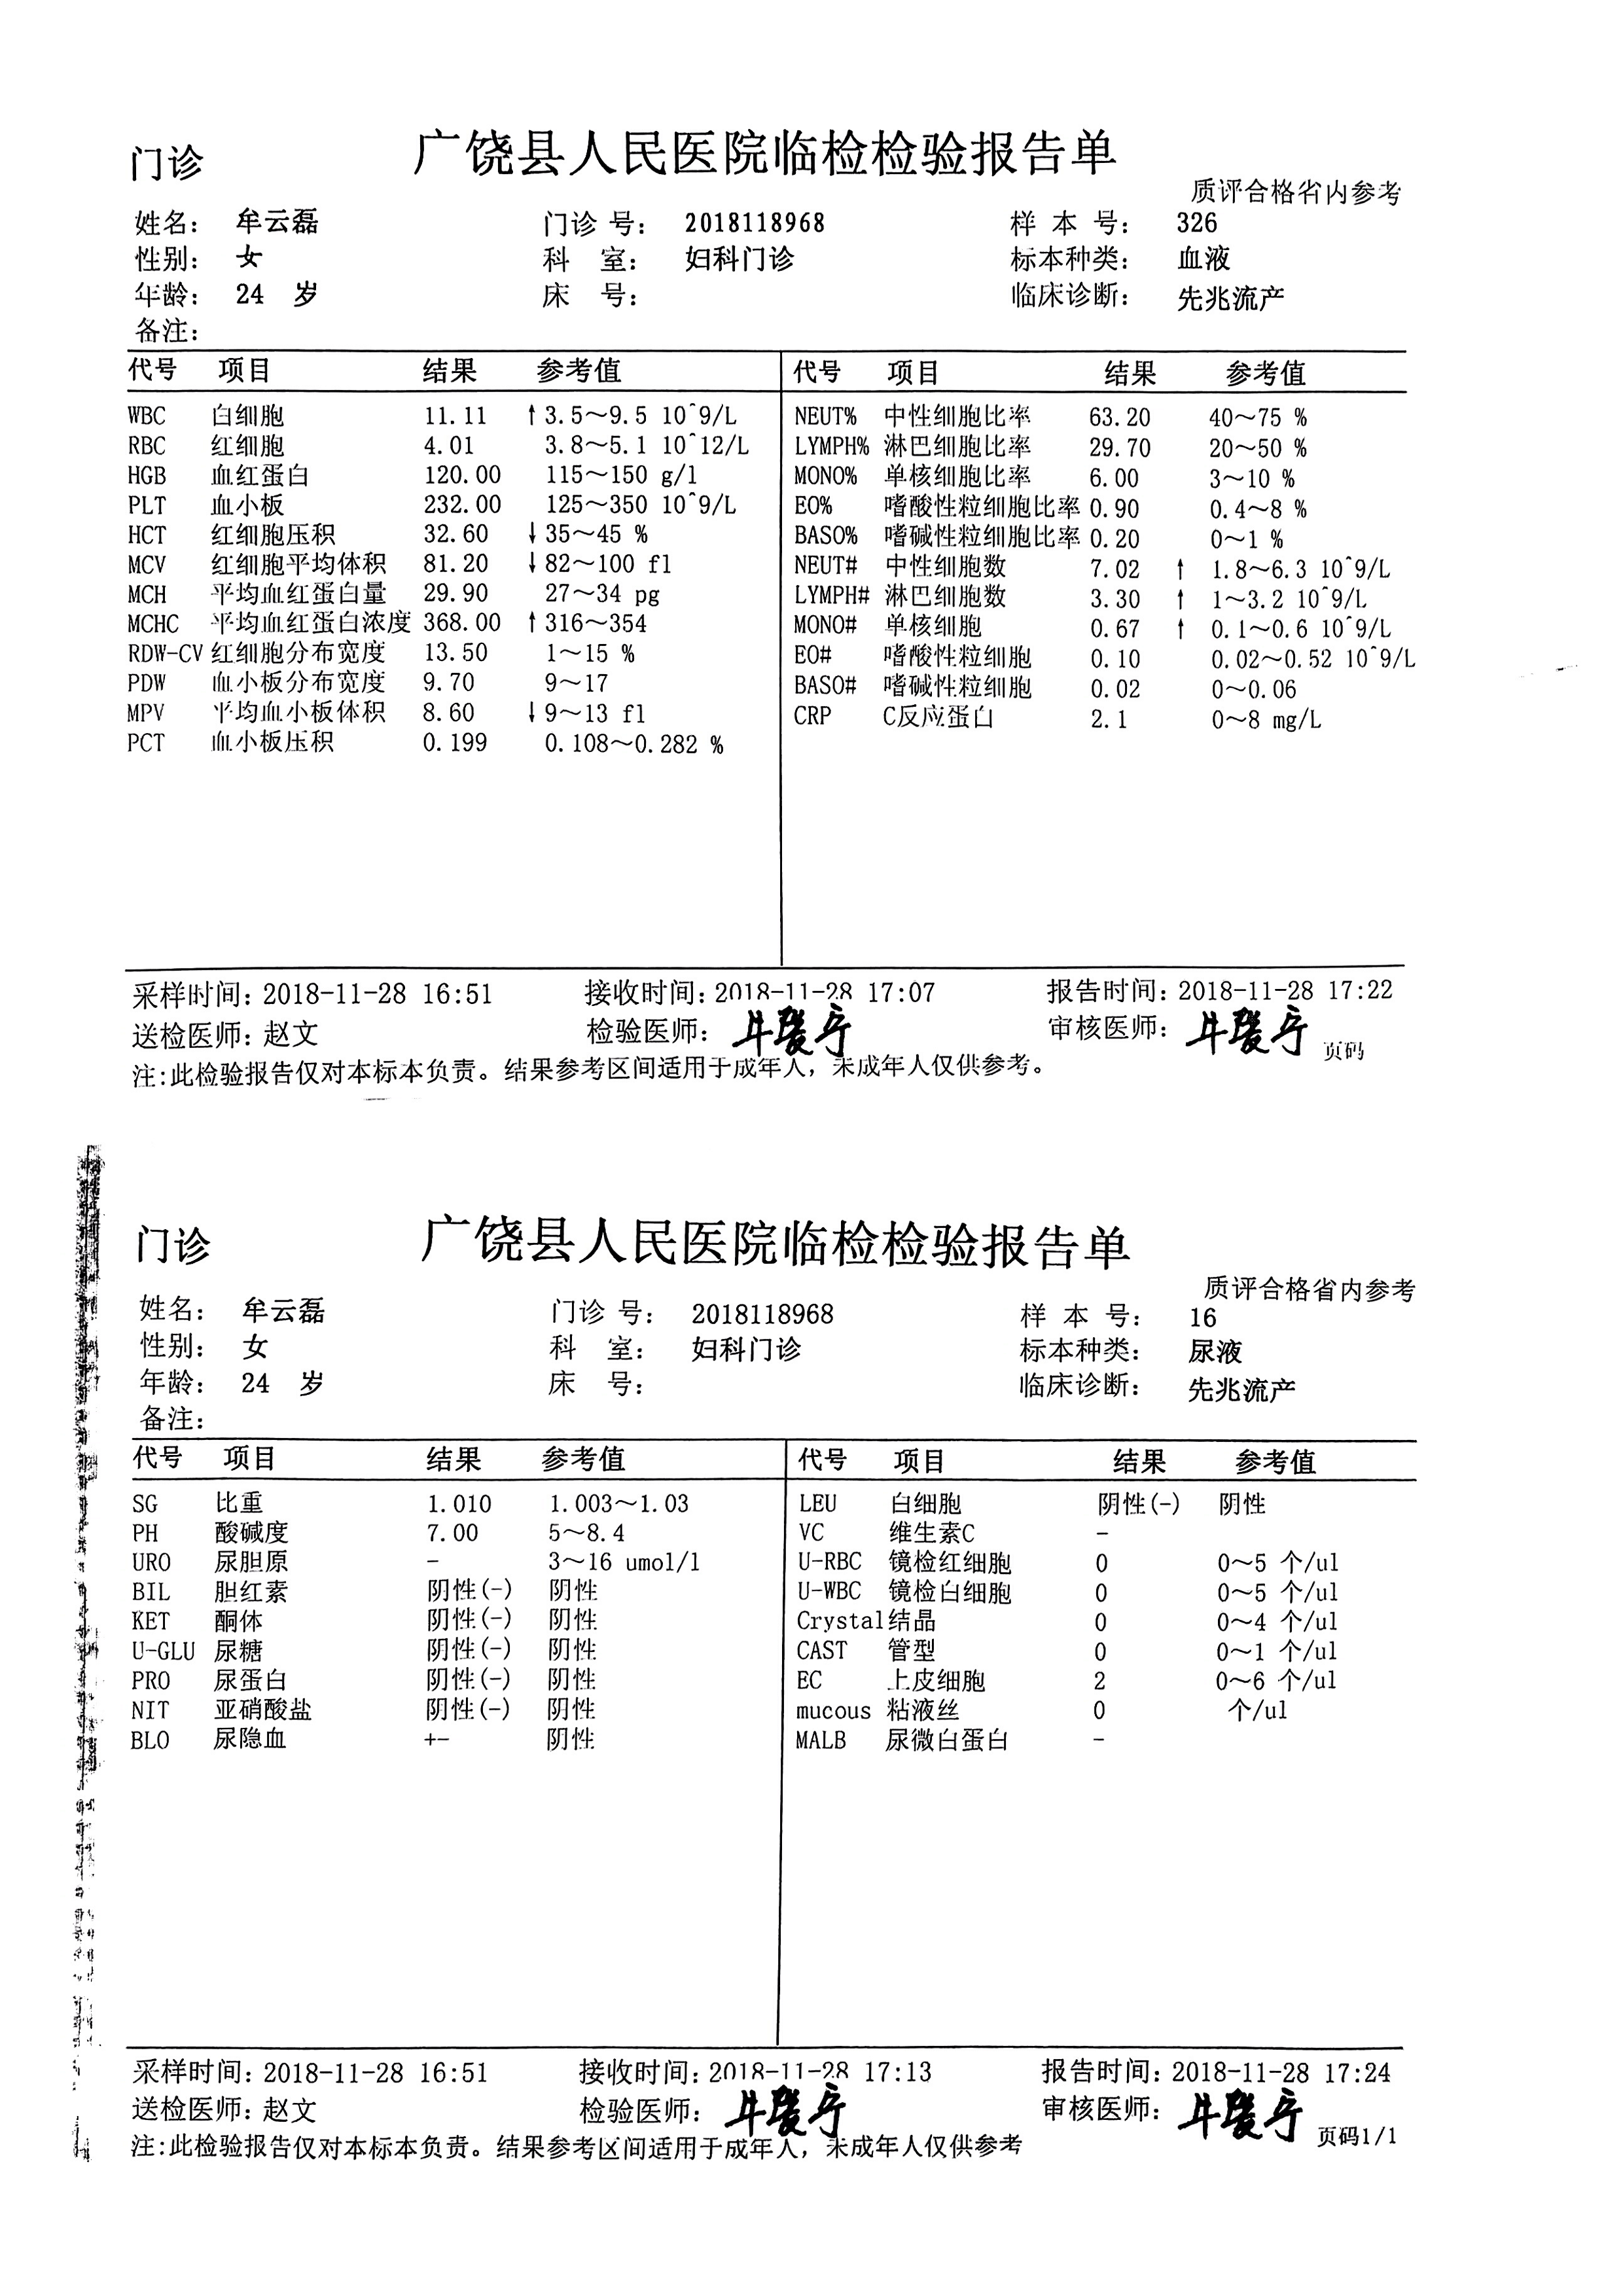 门诊 广饶县人民医院临检检验报告单
质评合格省内参考
姓名： 牟云磊 门诊 号： 2018118968 样 本 号： 326
性别： 女 科 室： 妇科门诊 标本种类： 血液
年龄： 24 岁 床 号： 临床诊断： 先兆流产
备注：
代号 项目 结果 参考值 代号 项目 结果 参考值
WBC 白细胞 11.11 ↑ 3.5～9.5 10^9/L NEUT% 中性细胞比率 63.20 40～75 %
RBC 红细胞 4.01 3.8～5.1 10^12/L LYMPH% 淋巴细胞比率 29.70 20～50 %
HGB 血红蛋白 120.00 115～150 g/l MONO% 单核细胞比率 6.00 3～10 %
PLT 血小板 232.00 125～350 10^9/L EO% 嗜酸性粒细胞比率 0.90 0.4～8 %
HCT 红细胞压积 32.60 ↓ 35～45 % BASO% 嗜碱性粒细胞比率 0.20 0～1 %
MCV 红细胞平均体积 81.20 ↓ 82～100 fl NEUT# 中性细胞数 7.02 ↑ 1.8～6.3 10^9/L
MCH 平均血红蛋白量 29.90 27～34 pg LYMPH# 淋巴细胞数 3.30 ↑ 1～3.2 10^9/L
MCHC 平均血红蛋白浓度 368.00 ↑ 316～354 MONO# 单核细胞 0.67 ↑ 0.1～0.6 10^9/L
RDW-CV 红细胞分布宽度 13.50 1～15 % EO# 嗜酸性粒细胞 0.10 0.02～0.52 10^9/L
PDW 血小板分布宽度 9.70 9～17 BASO# 嗜碱性粒细胞 0.02 0～0.06
MPV 平均血小板体积 8.60 ↓ 9～13 fl CRP C反应蛋白 2.1 0～8 mg/L
PCT 血小板压积 0.199 0.108～0.282 %
采样时间：2018-11-28 16:51 接收时间：2018-11-28 17:07 报告时间：2018-11-28 17:22
送检医师：赵文 检验医师： 审核医师： 页码
注：此检验报告仅对本标本负责。结果参考区间适用于成年人，未成年人仅供参考。
门诊 广饶县人民医院临检检验报告单
质评合格省内参考
姓名： 牟云磊 门诊 号： 2018118968 样 本 号： 16
性别： 女 科 室： 妇科门诊 标本种类： 尿液
年龄： 24 岁 床 号： 临床诊断： 先兆流产
备注：
代号 项目 结果 参考值 代号 项目 结果 参考值
SG 比重 1.010 1.003～1.03 LEU 白细胞 阴性(-) 阴性
PH 酸碱度 7.00 5～8.4 VC 维生素C -
URO 尿胆原 - 3～16 umol/l U-RBC 镜检红细胞 0 0～5 个/ul
BIL 胆红素 阴性(-) 阴性 U-WBC 镜检白细胞 0 0～5 个/ul
KET 酮体 阴性(-) 阴性 Crystal 结晶 0 0～4 个/ul
U-GLU 尿糖 阴性(-) 阴性 CAST 管型 0 0～1 个/ul
PRO 尿蛋白 阴性(-) 阴性 EC 上皮细胞 2 0～6 个/ul
NIT 亚硝酸盐 阴性(-) 阴性 mucous 粘液丝 0 个/ul
BLO 尿隐血 +- 阴性 MALB 尿微白蛋白 -
采样时间：2018-11-28 16:51 接收时间：2018-11-28 17:13 报告时间：2018-11-28 17:24
送检医师：赵文 检验医师： 审核医师： 页码1/1
注：此检验报告仅对本标本负责。结果参考区间适用于成年人，未成年人仅供参考